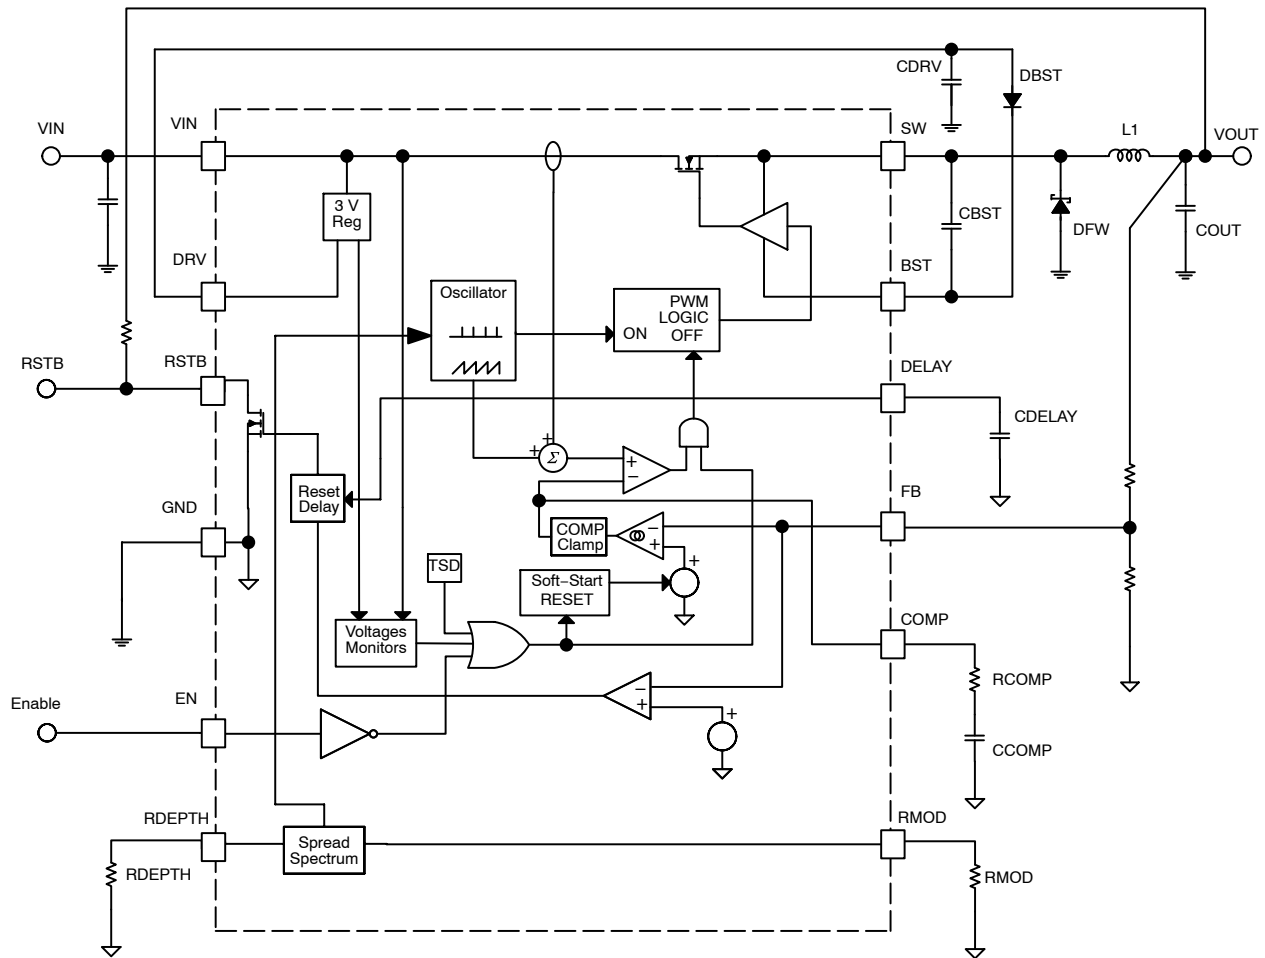 CDRV
DBST
VIN
VIN
SW
L1
VOUT
3 V
Reg
CBST
DFW
COUT
DRV
BST
Oscillator
PWM
LOGIC
ON
OFF
RSTB
RSTB
DELAY
CDELAY
+
+
Σ
+
−
Reset
Delay
GND
FB
COMP
Clamp
−
+
+
TSD
Soft−Start
RESET
Voltages
Monitors
COMP
RCOMP
Enable
EN
−
+
+
CCOMP
RDEPTH
RMOD
Spread
Spectrum
RDEPTH
RMOD